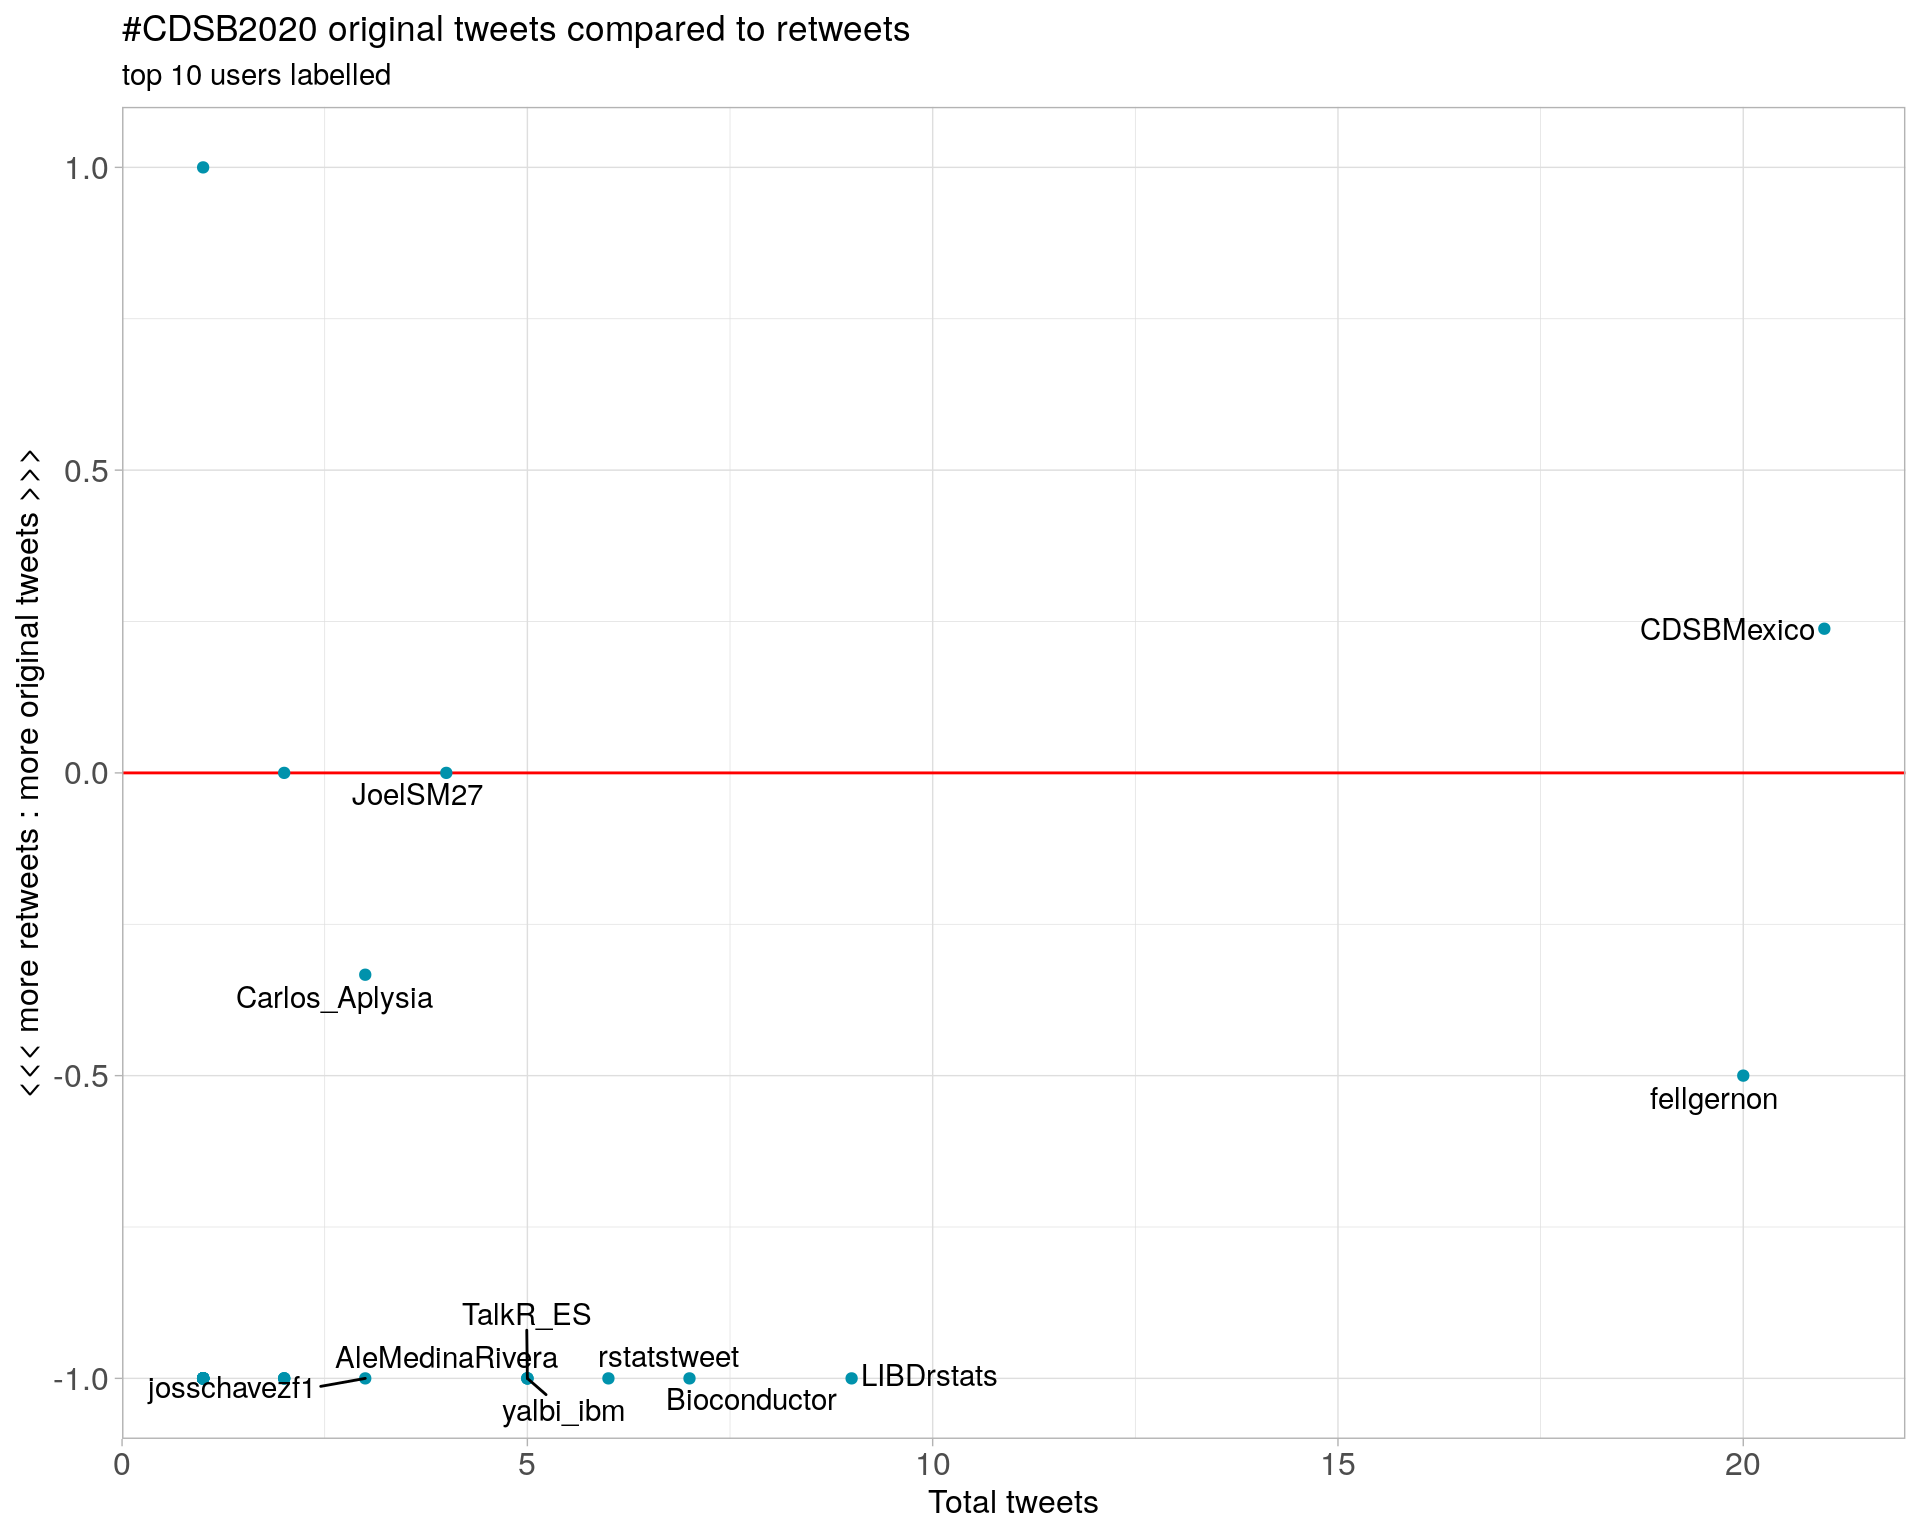 #CDSB2020 original tweets compared to retweets
top 10 users labelled
<<< more retweets : more original tweets >>>
1.0
0.5
CDSBMexico
0.0
JoelSM27
Carlos_Aplysia
-0.5
fellgernon
TalkR_ES
AleMedinaRivera
rstatstweet
-1.0
josschavezf1
LIBDrstats
Bioconductor
yalbi_ibm
0
5
10
15
20
Total tweets